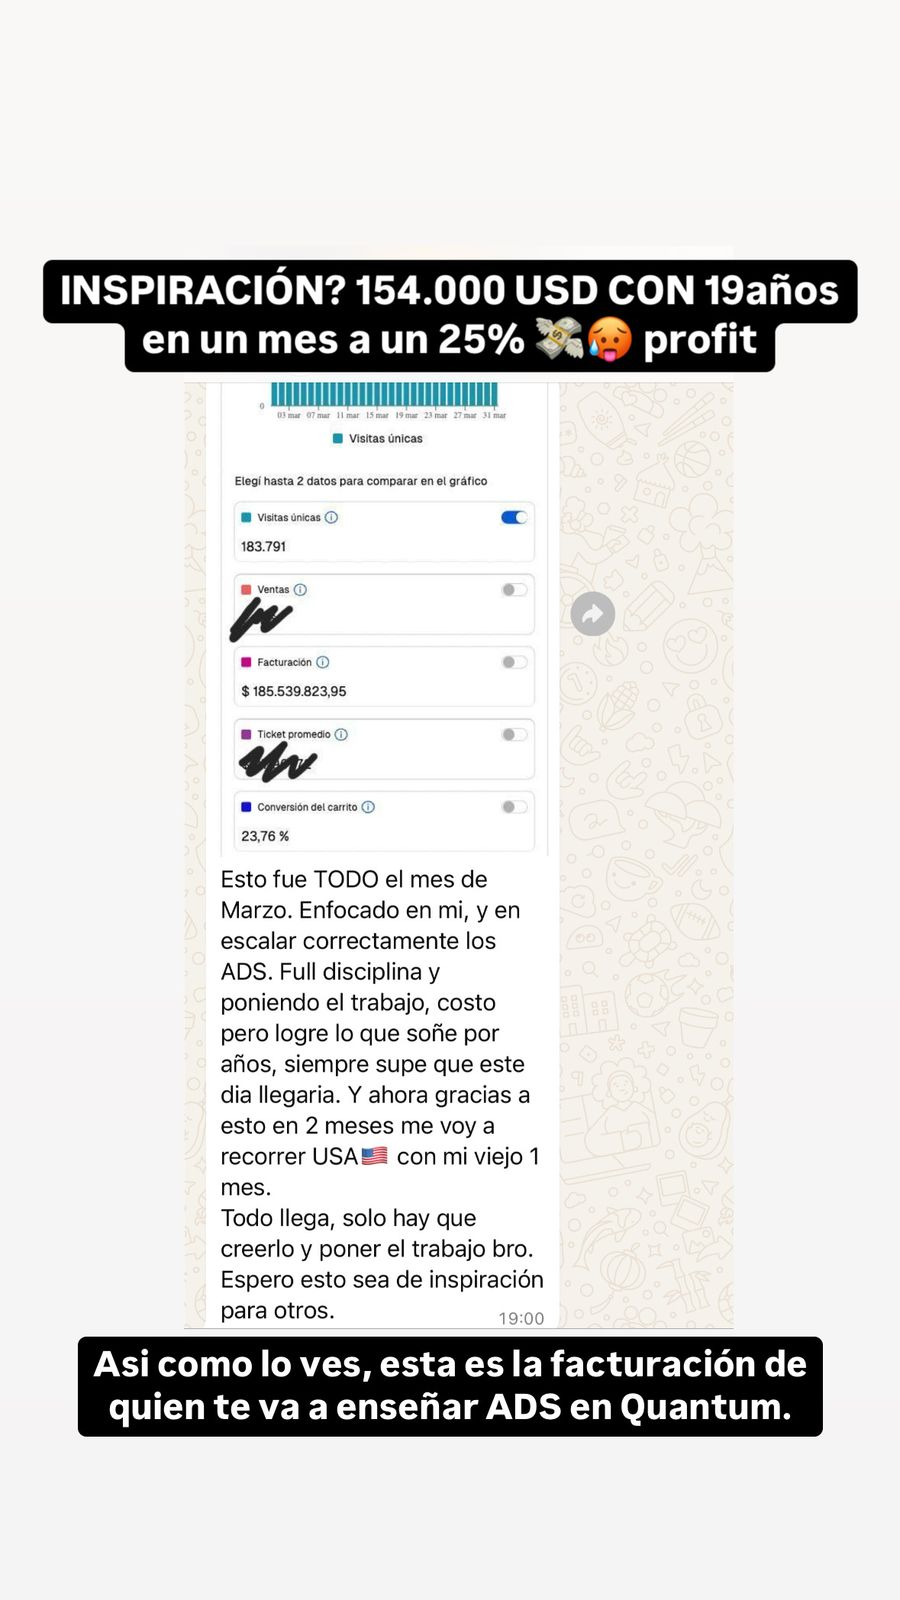 INSPIRACIÓN? 154.000 USD CON 19años
en un mes a un 25% 💸🥵 profit
0
03 mar 07 mar 11 mar 15 mar 19 mar 23 mar 27 mar 31 mar
Visitas únicas
Elegí hasta 2 datos para comparar en el gráfico
Visitas únicas
183.791
Ventas
Facturación
$ 185.539.823,95
Ticket promedio
Conversión del carrito
23,76 %
Esto fue TODO el mes de
Marzo. Enfocado en mi, y en
escalar correctamente los
ADS. Full disciplina y
poniendo el trabajo, costo
pero logre lo que soñe por
años, siempre supe que este
dia llegaria. Y ahora gracias a
esto en 2 meses me voy a
recorrer USA🇺🇸 con mi viejo 1
mes.
Todo llega, solo hay que
creerlo y poner el trabajo bro.
Espero esto sea de inspiración
para otros.
19:00
Asi como lo ves, esta es la facturación de
quien te va a enseñar ADS en Quantum.